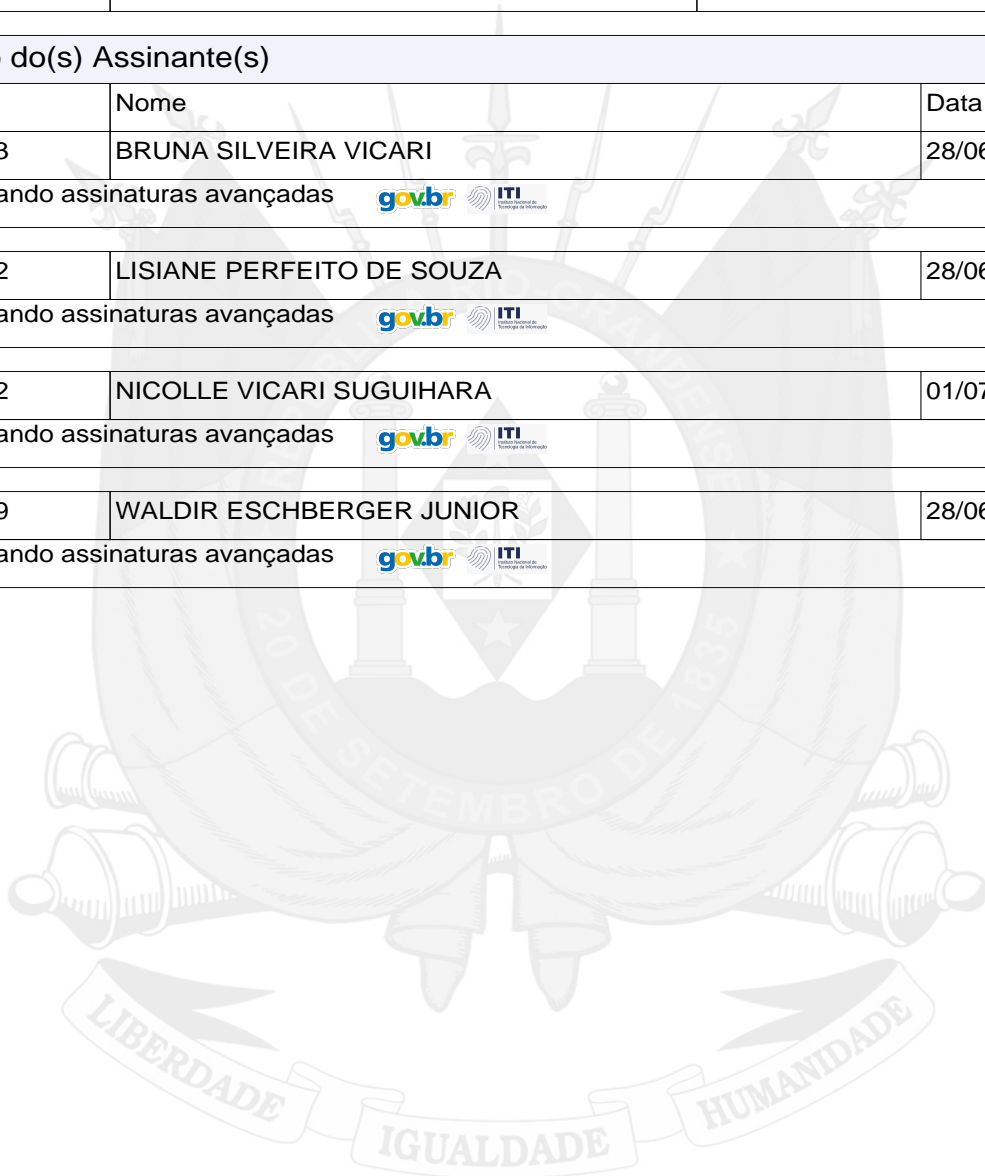 do(s) Assinante(s)
Nome Data
3 BRUNA SILVEIRA VICARI 28/06
ando assinaturas avançadas gov.br ITI
2 LISIANE PERFEITO DE SOUZA 28/06
ando assinaturas avançadas gov.br ITI
2 NICOLLE VICARI SUGUIHARA 01/07
ando assinaturas avançadas gov.br ITI
9 WALDIR ESCHBERGER JUNIOR 28/06
ando assinaturas avançadas gov.br ITI
20 DE SETEMBRO DE 1835
LIBERDADE IGUALDADE HUMANIDADE